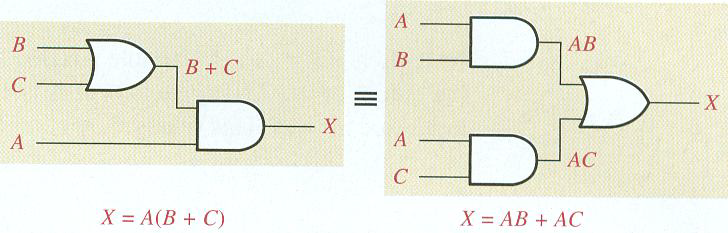 B
C
B + C
A
X
X = A(B + C)
≡
A
B
AB
X
A
C
AC
X = AB + AC